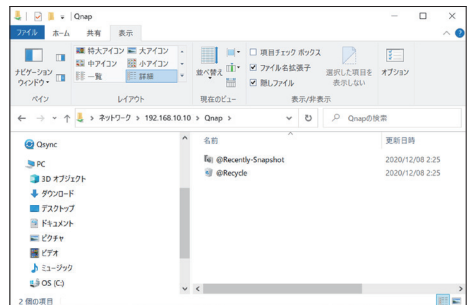 Qnap
ファイル ホーム 共有 表示
ナビゲーション
ウィンドウ
特大アイコン 大アイコン
中アイコン 小アイコン
一覧 詳細
並べ替え
項目チェック ボックス
ファイル名拡張子
隠しファイル
選択した項目を
表示しない
オプション
ペイン レイアウト 現在のビュー 表示/非表示
ネットワーク > 192.168.10.10 > Qnap >
Qnapの検索
Qsync
PC
3D オブジェクト
ダウンロード
デスクトップ
ドキュメント
ピクチャ
ビデオ
ミュージック
OS (C:)
名前 更新日時
@Recently-Snapshot 2020/12/08 2:25
@Recycle 2020/12/08 2:25
2 個の項目